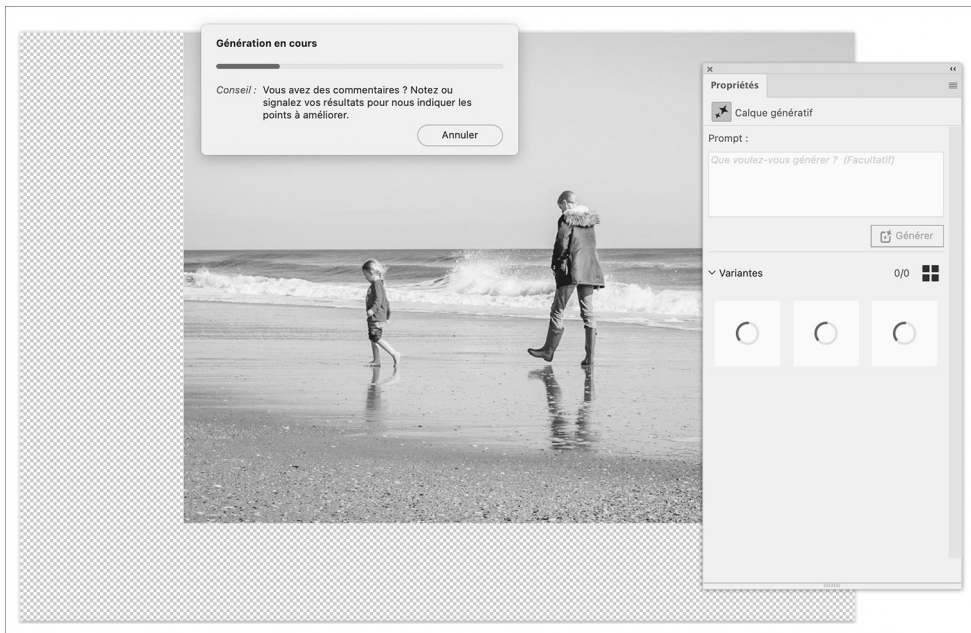 Génération en cours
Conseil : Vous avez des commentaires ? Notez ou
signalez vos résultats pour nous indiquer les
points à améliorer.
Annuler
Propriétés
Calque génératif
Prompt :
Que voulez-vous générer ? (Facultatif)
Générer
Variantes 0/0